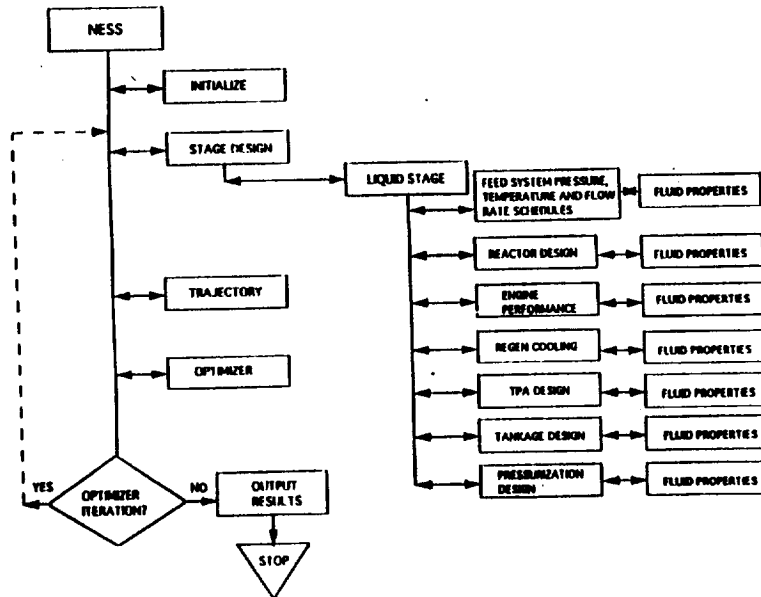 NESS
INITIALIZE
STAGE DESIGN
LIQUID STAGE
FEED SYSTEM PRESSURE,
TEMPERATURE AND FLOW
RATE SCHEDULES
FLUID PROPERTIES
REACTOR DESIGN
FLUID PROPERTIES
TRAJECTORY
ENGINE
PERFORMANCE
FLUID PROPERTIES
REGEN COOLING
FLUID PROPERTIES
OPTIMIZER
TPA DESIGN
FLUID PROPERTIES
TANKAGE DESIGN
FLUID PROPERTIES
PRESSURIZATION
DESIGN
FLUID PROPERTIES
YES
OPTIMIZER
ITERATION?
NO
OUTPUT
RESULTS
STOP